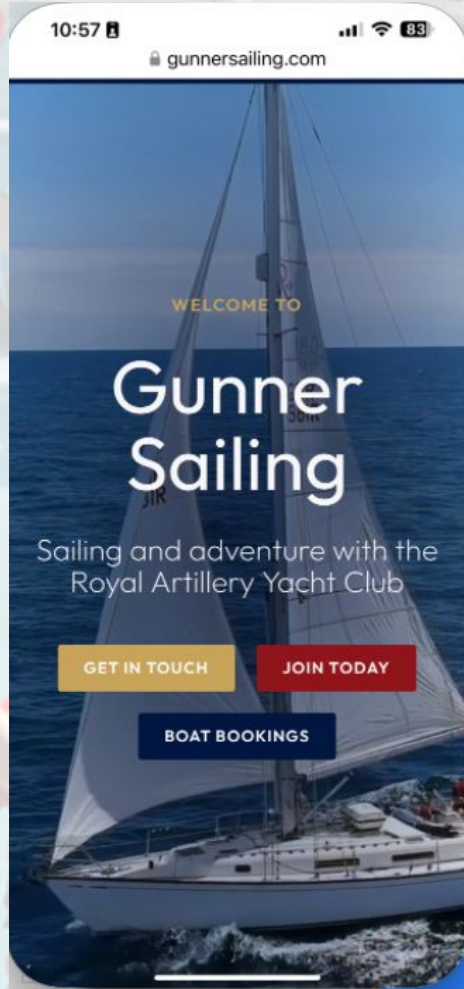 10:57
83
gunnersailing.com
WELCOME TO
Gunner
Sailing
Sailing and adventure with the
Royal Artillery Yacht Club
GET IN TOUCH
JOIN TODAY
BOAT BOOKINGS